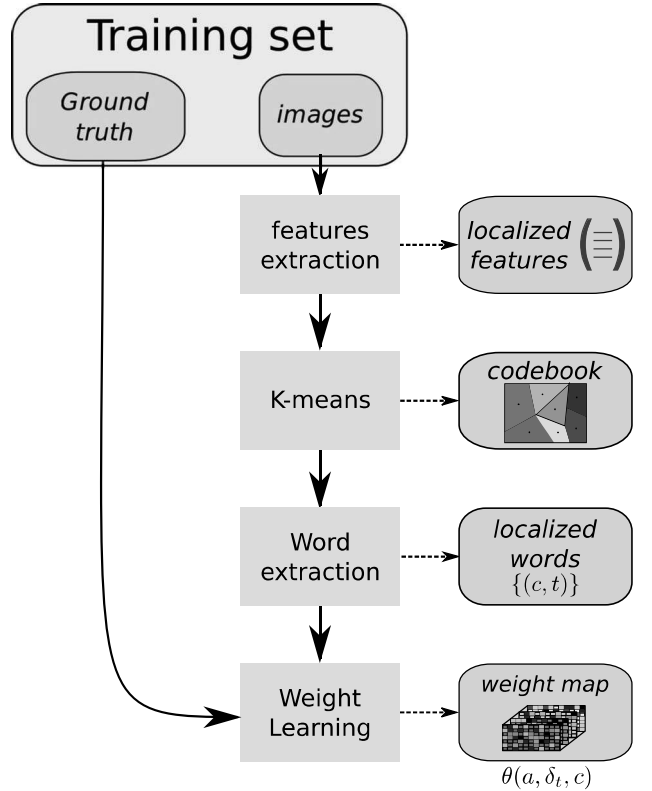 Training set
Ground
truth
images
features
extraction
localized
features
K-means
codebook
Word
extraction
localized
words
{(c, t)}
Weight
Learning
weight map
θ(a, δₜ, c)